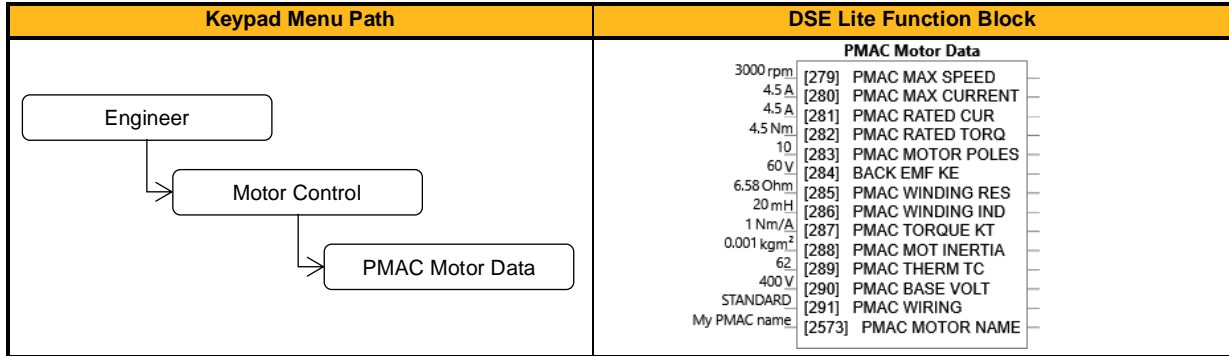 Keypad Menu Path
DSE Lite Function Block
Engineer
Motor Control
PMAC Motor Data
PMAC Motor Data
3000 rpm [279] PMAC MAX SPEED
4.5 A [280] PMAC MAX CURRENT
4.5 A [281] PMAC RATED CUR
4.5 Nm [282] PMAC RATED TORQ
10 [283] PMAC MOTOR POLES
60 V [284] BACK EMF KE
6.58 Ohm [285] PMAC WINDING RES
20 mH [286] PMAC WINDING IND
1 Nm/A [287] PMAC TORQUE KT
0.001 kgm² [288] PMAC MOT INERTIA
62 [289] PMAC THERM TC
400 V [290] PMAC BASE VOLT
STANDARD [291] PMAC WIRING
My PMAC name [2573] PMAC MOTOR NAME